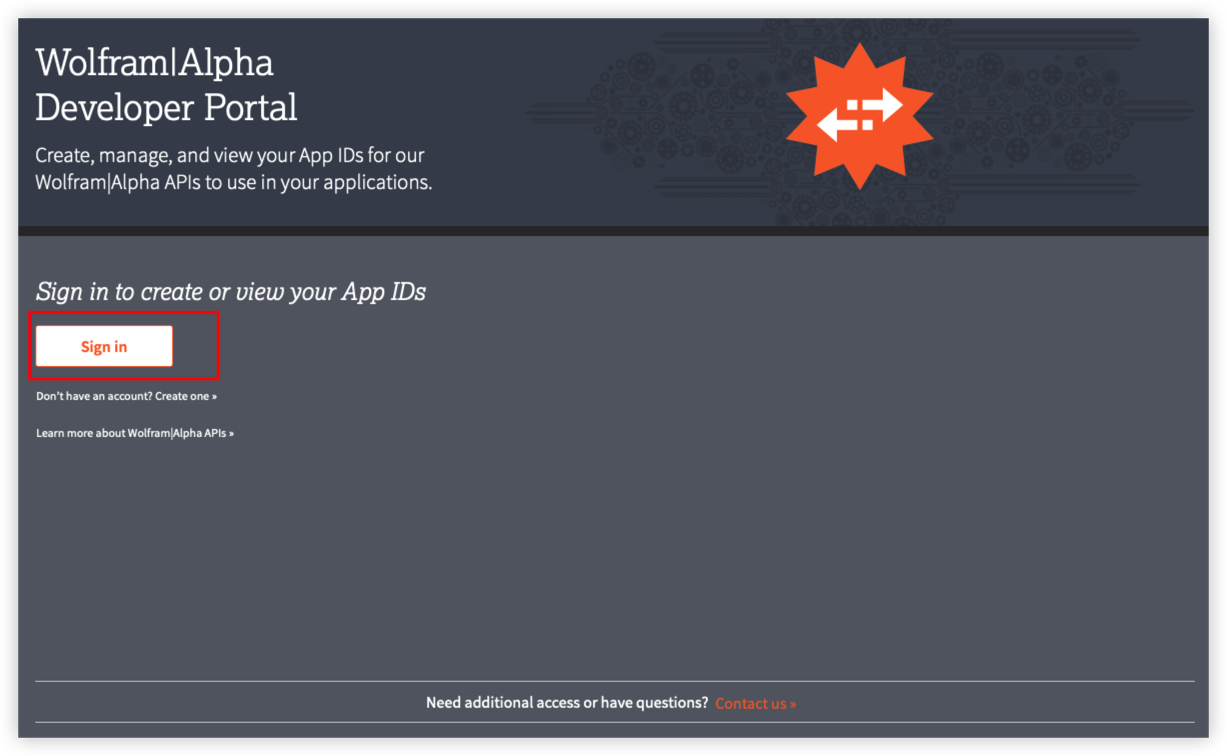 Wolfram|Alpha
Developer Portal
Create, manage, and view your App IDs for our
Wolfram|Alpha APIs to use in your applications.
Sign in to create or view your App IDs
Sign in
Don't have an account? Create one »
Learn more about Wolfram|Alpha APIs »
Need additional access or have questions? Contact us »